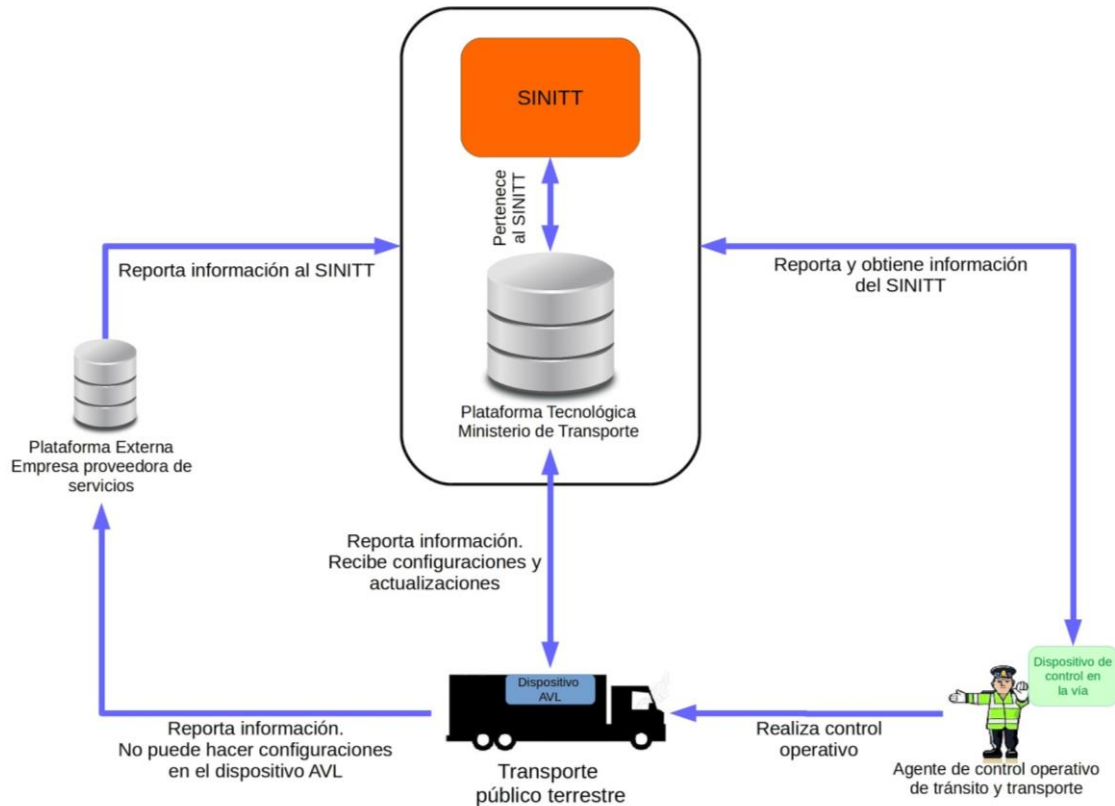 SINITT
Pertenece
al SINITT
Reporta información al SINITT
Reporta y obtiene información
del SINITT
Plataforma Tecnológica
Ministerio de Transporte
Plataforma Externa
Empresa proveedora de
servicios
Reporta información.
Recibe configuraciones y
actualizaciones
Dispositivo de
control en
la vía
Dispositivo
AVL
Reporta información.
No puede hacer configuraciones
en el dispositivo AVL
Realiza control
operativo
Transporte
público terrestre
Agente de control operativo
de tránsito y transporte